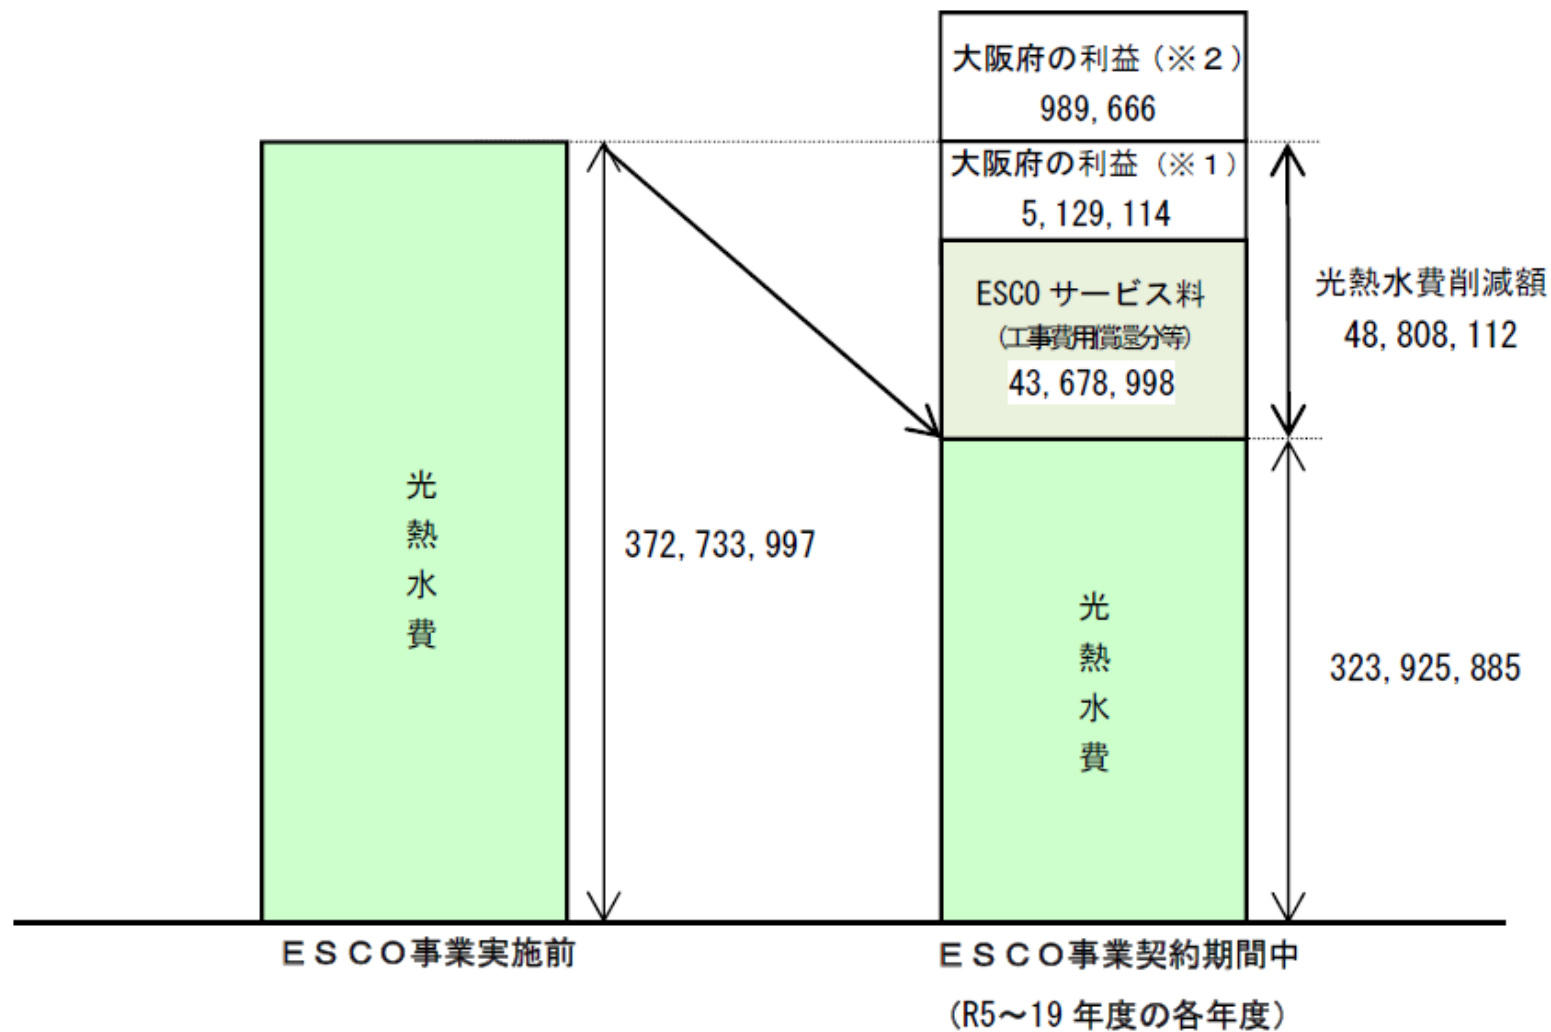 大阪府の利益（※２）
989,666
大阪府の利益（※１）
5,129,114
ESCO サービス料
（工事費用償還分等）
43,678,998
光熱水費削減額
48,808,112
光
熱
水
費
372,733,997
光
熱
水
費
323,925,885
ＥＳＣＯ事業実施前
ＥＳＣＯ事業契約期間中
（R5～19 年度の各年度）